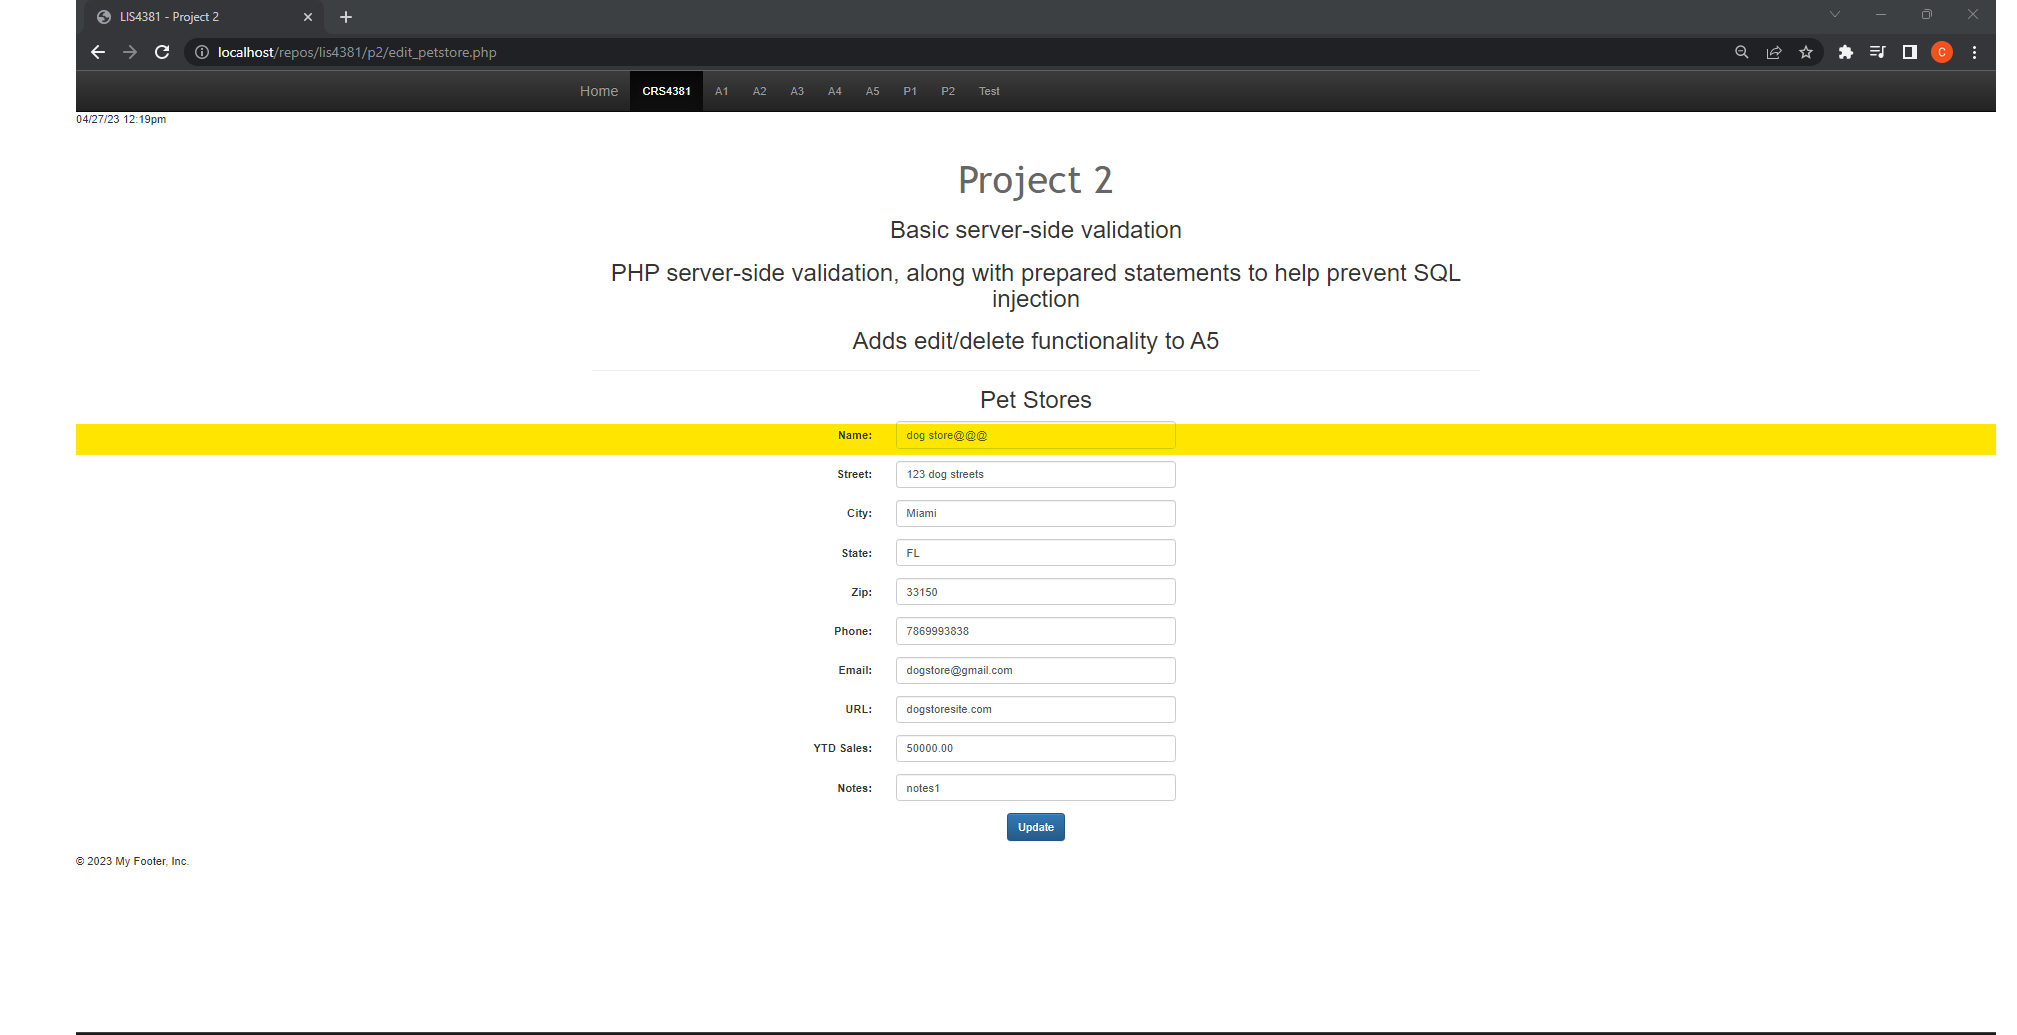 LIS4381 - Project 2
localhost/repos/lis4381/p2/edit_petstore.php
C
Home CRS4381 A1 A2 A3 A4 A5 P1 P2 Test
04/27/23 12:19pm
Project 2
Basic server-side validation
PHP server-side validation, along with prepared statements to help prevent SQL
injection
Adds edit/delete functionality to A5
Pet Stores
Name: dog store@@@
Street: 123 dog streets
City: Miami
State: FL
Zip: 33150
Phone: 7869993838
Email: dogstore@gmail.com
URL: dogstoresite.com
YTD Sales: 50000.00
Notes: notes1
Update
© 2023 My Footer, Inc.